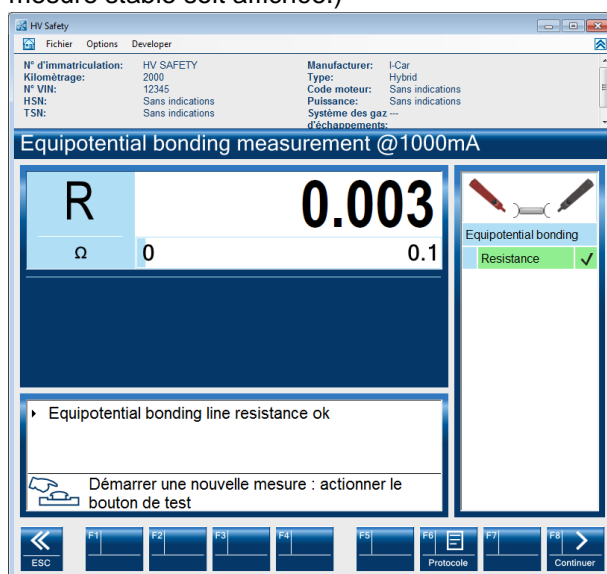 mesure stable soit affichée.)
HV Safety
Fichier Options Developer
N° d'immatriculation: HV SAFETY Manufacturer: I-Car
Kilomètrage: 2000 Type: Hybrid
N° VIN: 12345 Code moteur: Sans indications
HSN: Sans indications Puissance: Sans indications
TSN: Sans indications Système des gaz ---
d'échappements:
Equipotential bonding measurement @1000mA
R 0.003
Ω 0 0.1
Equipotential bonding
Resistance
Equipotential bonding line resistance ok
Démarrer une nouvelle mesure : actionner le
bouton de test
ESC F1 F2 F3 F4 F5 F6 Protocole F7 F8 Continuer